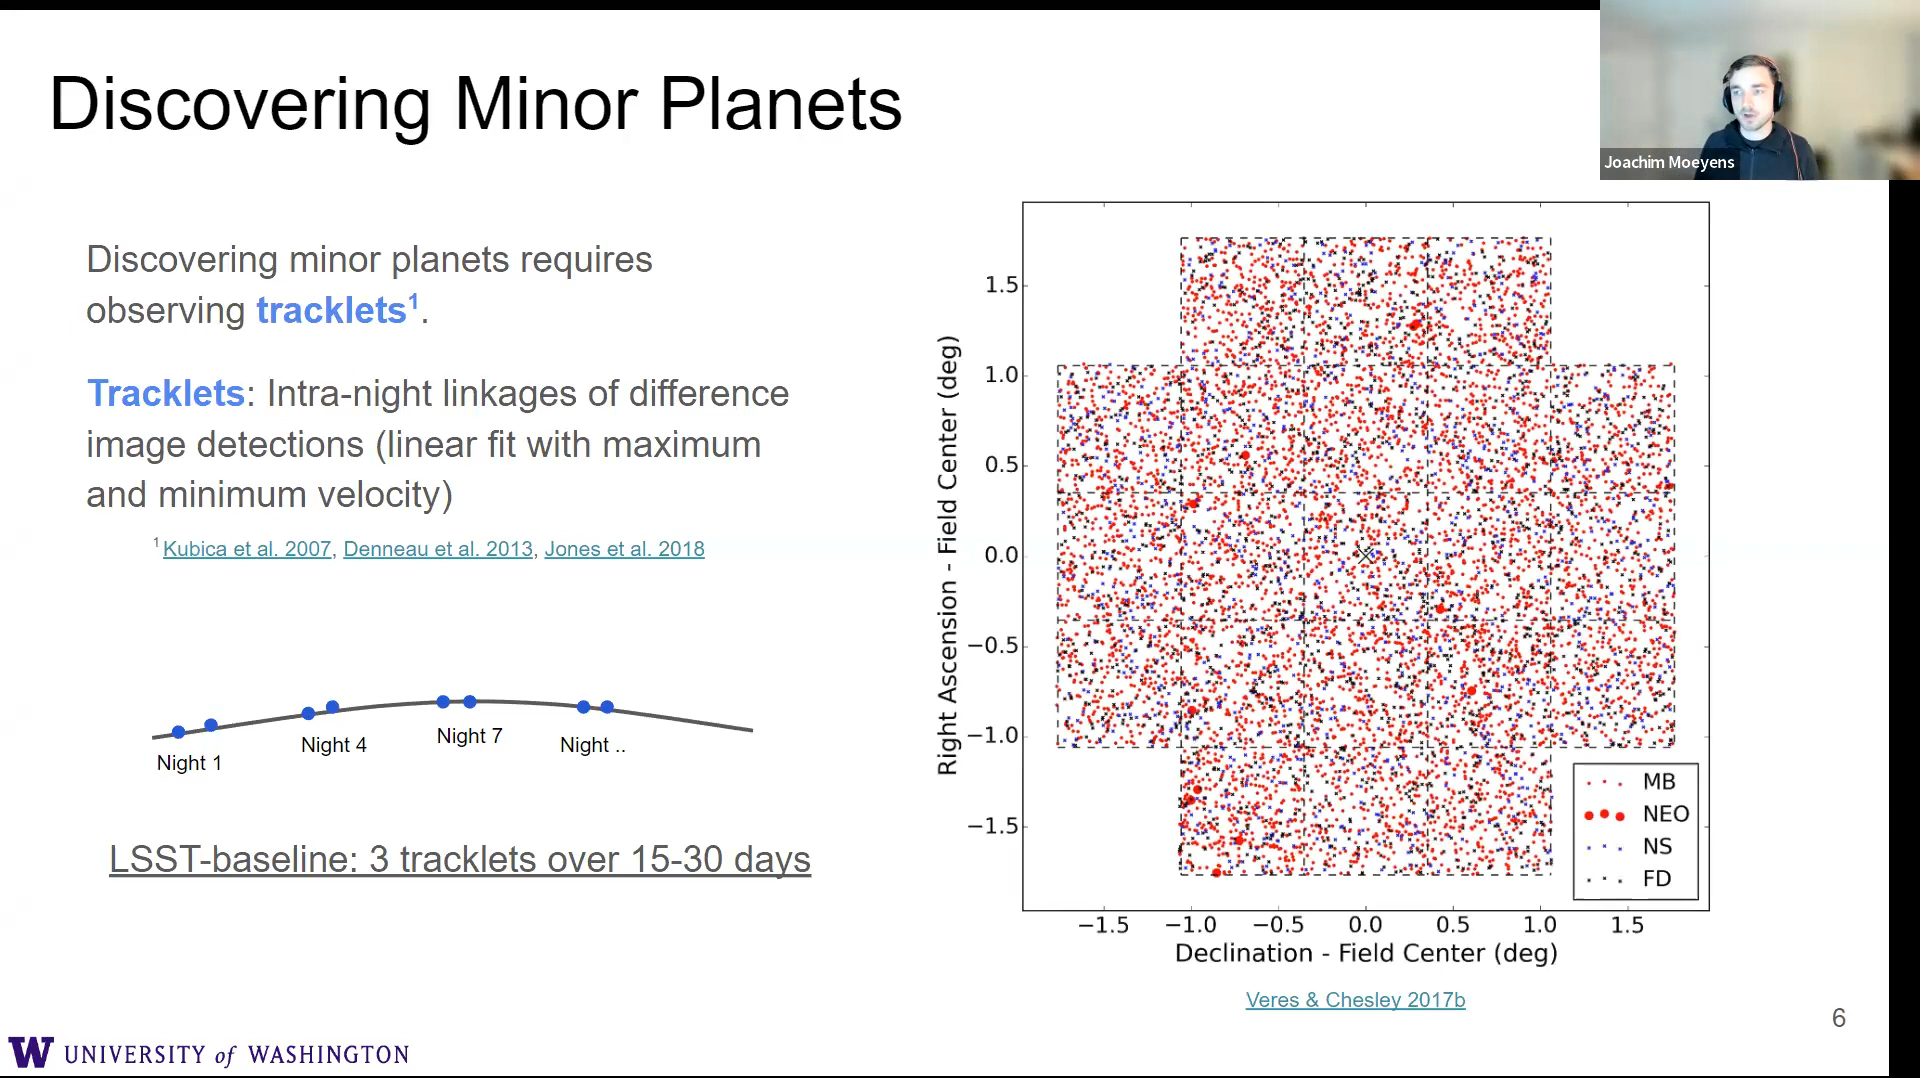 Discovering Minor Planets
Joachim Moeyens
Discovering minor planets requires
observing tracklets¹.
Tracklets: Intra-night linkages of difference
image detections (linear fit with maximum
and minimum velocity)
¹ Kubica et al. 2007, Denneau et al. 2013, Jones et al. 2018
Night 1
Night 4
Night 7
Night ..
LSST-baseline: 3 tracklets over 15-30 days
Right Ascension - Field Center (deg)
1.5
1.0
0.5
0.0
−0.5
−1.0
−1.5
MB
NEO
NS
FD
−1.5 −1.0 −0.5 0.0 0.5 1.0 1.5
Declination - Field Center (deg)
Veres & Chesley 2017b
6
W UNIVERSITY of WASHINGTON